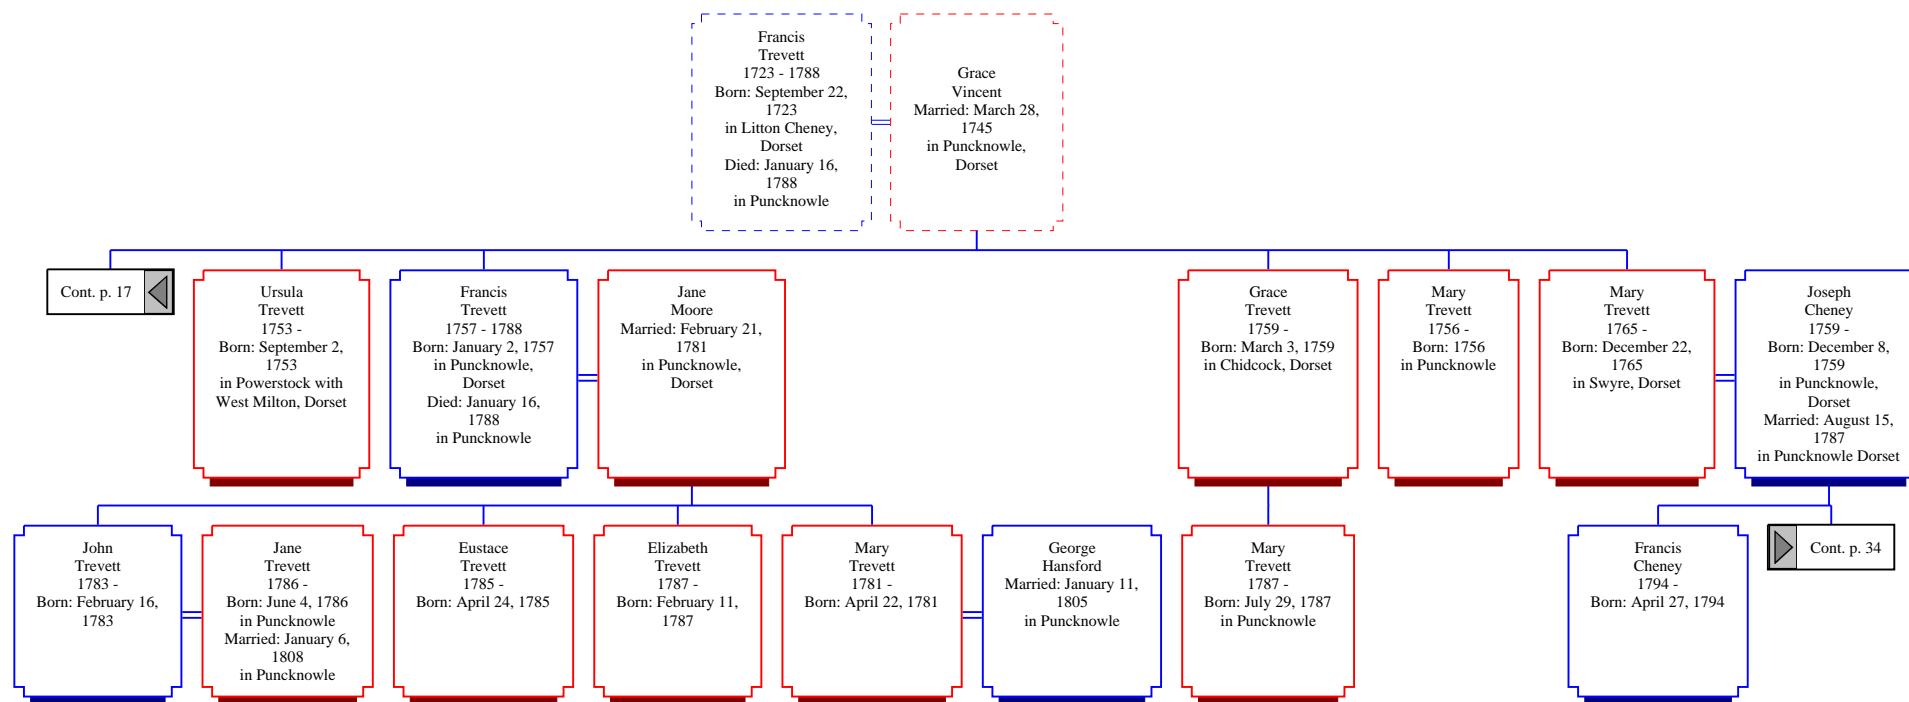 Francis
Trevett
1723 - 1788
Born: September 22,
1723
in Litton Cheney,
Dorset
Died: January 16,
1788
in Puncknowle
Grace
Vincent
Married: March 28,
1745
in Puncknowle,
Dorset
Cont. p. 17
Ursula
Trevett
1753 -
Born: September 2,
1753
in Powerstock with
West Milton, Dorset
Francis
Trevett
1757 - 1788
Born: January 2, 1757
in Puncknowle,
Dorset
Died: January 16,
1788
in Puncknowle
Jane
Moore
Married: February 21,
1781
in Puncknowle,
Dorset
Grace
Trevett
1759 -
Born: March 3, 1759
in Chidcock, Dorset
Mary
Trevett
1756 -
Born: 1756
in Puncknowle
Mary
Trevett
1765 -
Born: December 22,
1765
in Swyre, Dorset
Joseph
Cheney
1759 -
Born: December 8,
1759
in Puncknowle,
Dorset
Married: August 15,
1787
in Puncknowle Dorset
John
Trevett
1783 -
Born: February 16,
1783
Jane
Trevett
1786 -
Born: June 4, 1786
in Puncknowle
Married: January 6,
1808
in Puncknowle
Eustace
Trevett
1785 -
Born: April 24, 1785
Elizabeth
Trevett
1787 -
Born: February 11,
1787
Mary
Trevett
1781 -
Born: April 22, 1781
George
Hansford
Married: January 11,
1805
in Puncknowle
Mary
Trevett
1787 -
Born: July 29, 1787
in Puncknowle
Francis
Cheney
1794 -
Born: April 27, 1794
Cont. p. 34